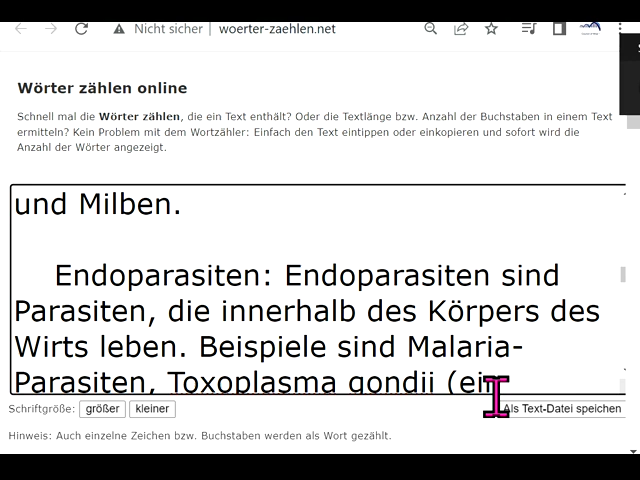 Nicht sicher | woerter-zaehlen.net
Wörter zählen online
Schnell mal die Wörter zählen, die ein Text enthält? Oder die Textlänge bzw. Anzahl der Buchstaben in einem Text
ermitteln? Kein Problem mit dem Wortzähler: Einfach den Text eintippen oder einkopieren und sofort wird die
Anzahl der Wörter angezeigt.
und Milben.
Endoparasiten: Endoparasiten sind
Parasiten, die innerhalb des Körpers des
Wirts leben. Beispiele sind Malaria-
Parasiten, Toxoplasma gondii (ein
Schriftgröße: größer kleiner Als Text-Datei speichen
Hinweis: Auch einzelne Zeichen bzw. Buchstaben werden als Wort gezählt.